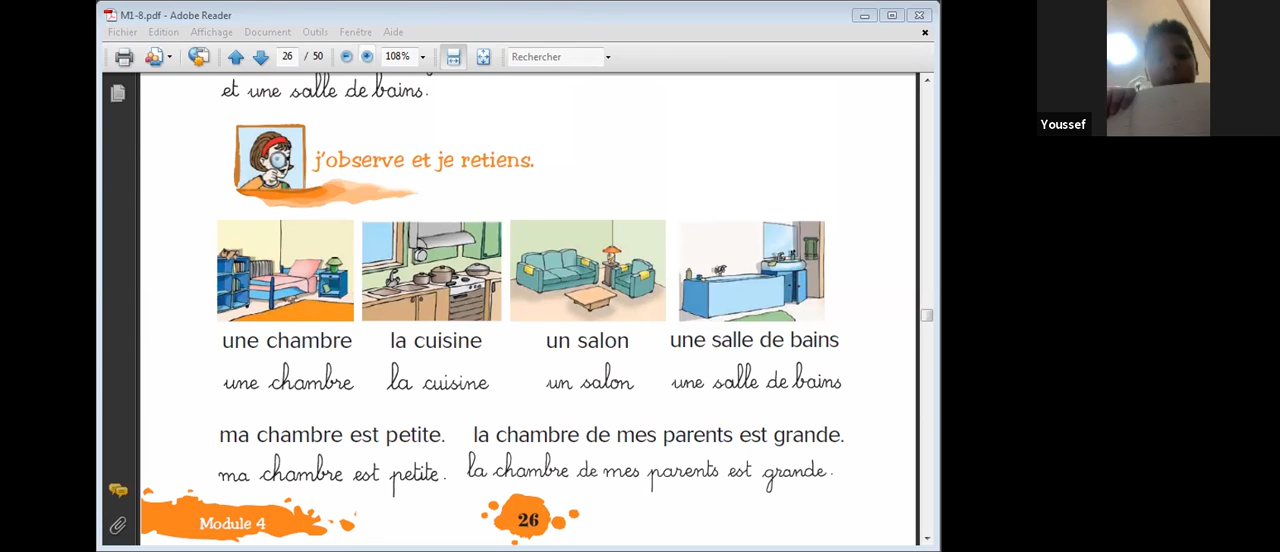 M1-8.pdf - Adobe Reader
Fichier Edition Affichage Document Outils Fenêtre Aide
26 / 50 108% Rechercher
et une salle de bains.
j'observe et je retiens.
une chambre la cuisine un salon une salle de bains
une chambre la cuisine un salon une salle de bains
ma chambre est petite. la chambre de mes parents est grande.
ma chambre est petite. la chambre de mes parents est grande.
Module 4 26
Youssef